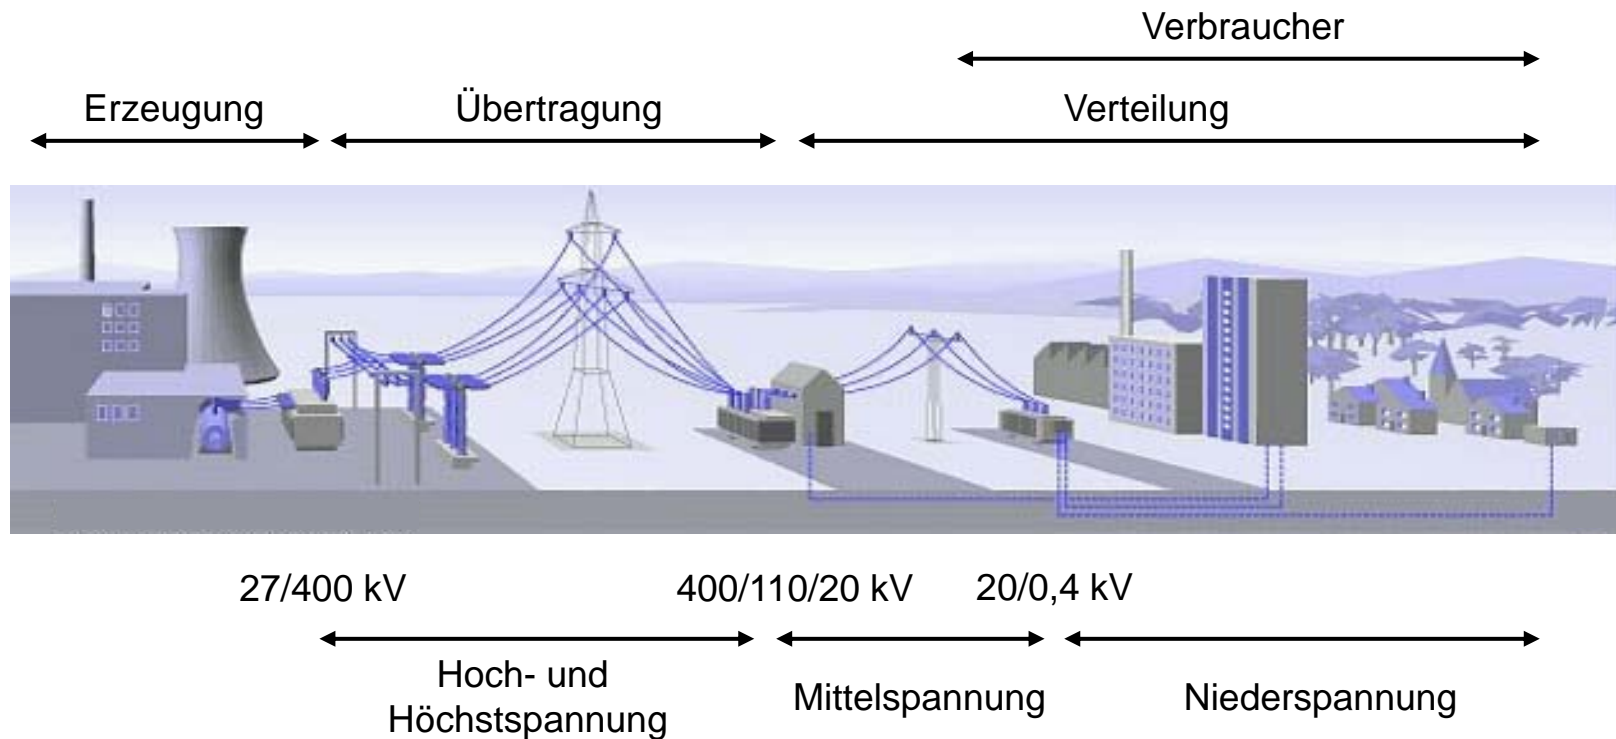 Verbraucher
Erzeugung
Übertragung
Verteilung
27/400 kV
400/110/20 kV
20/0,4 kV
Hoch- und
Höchstspannung
Mittelspannung
Niederspannung